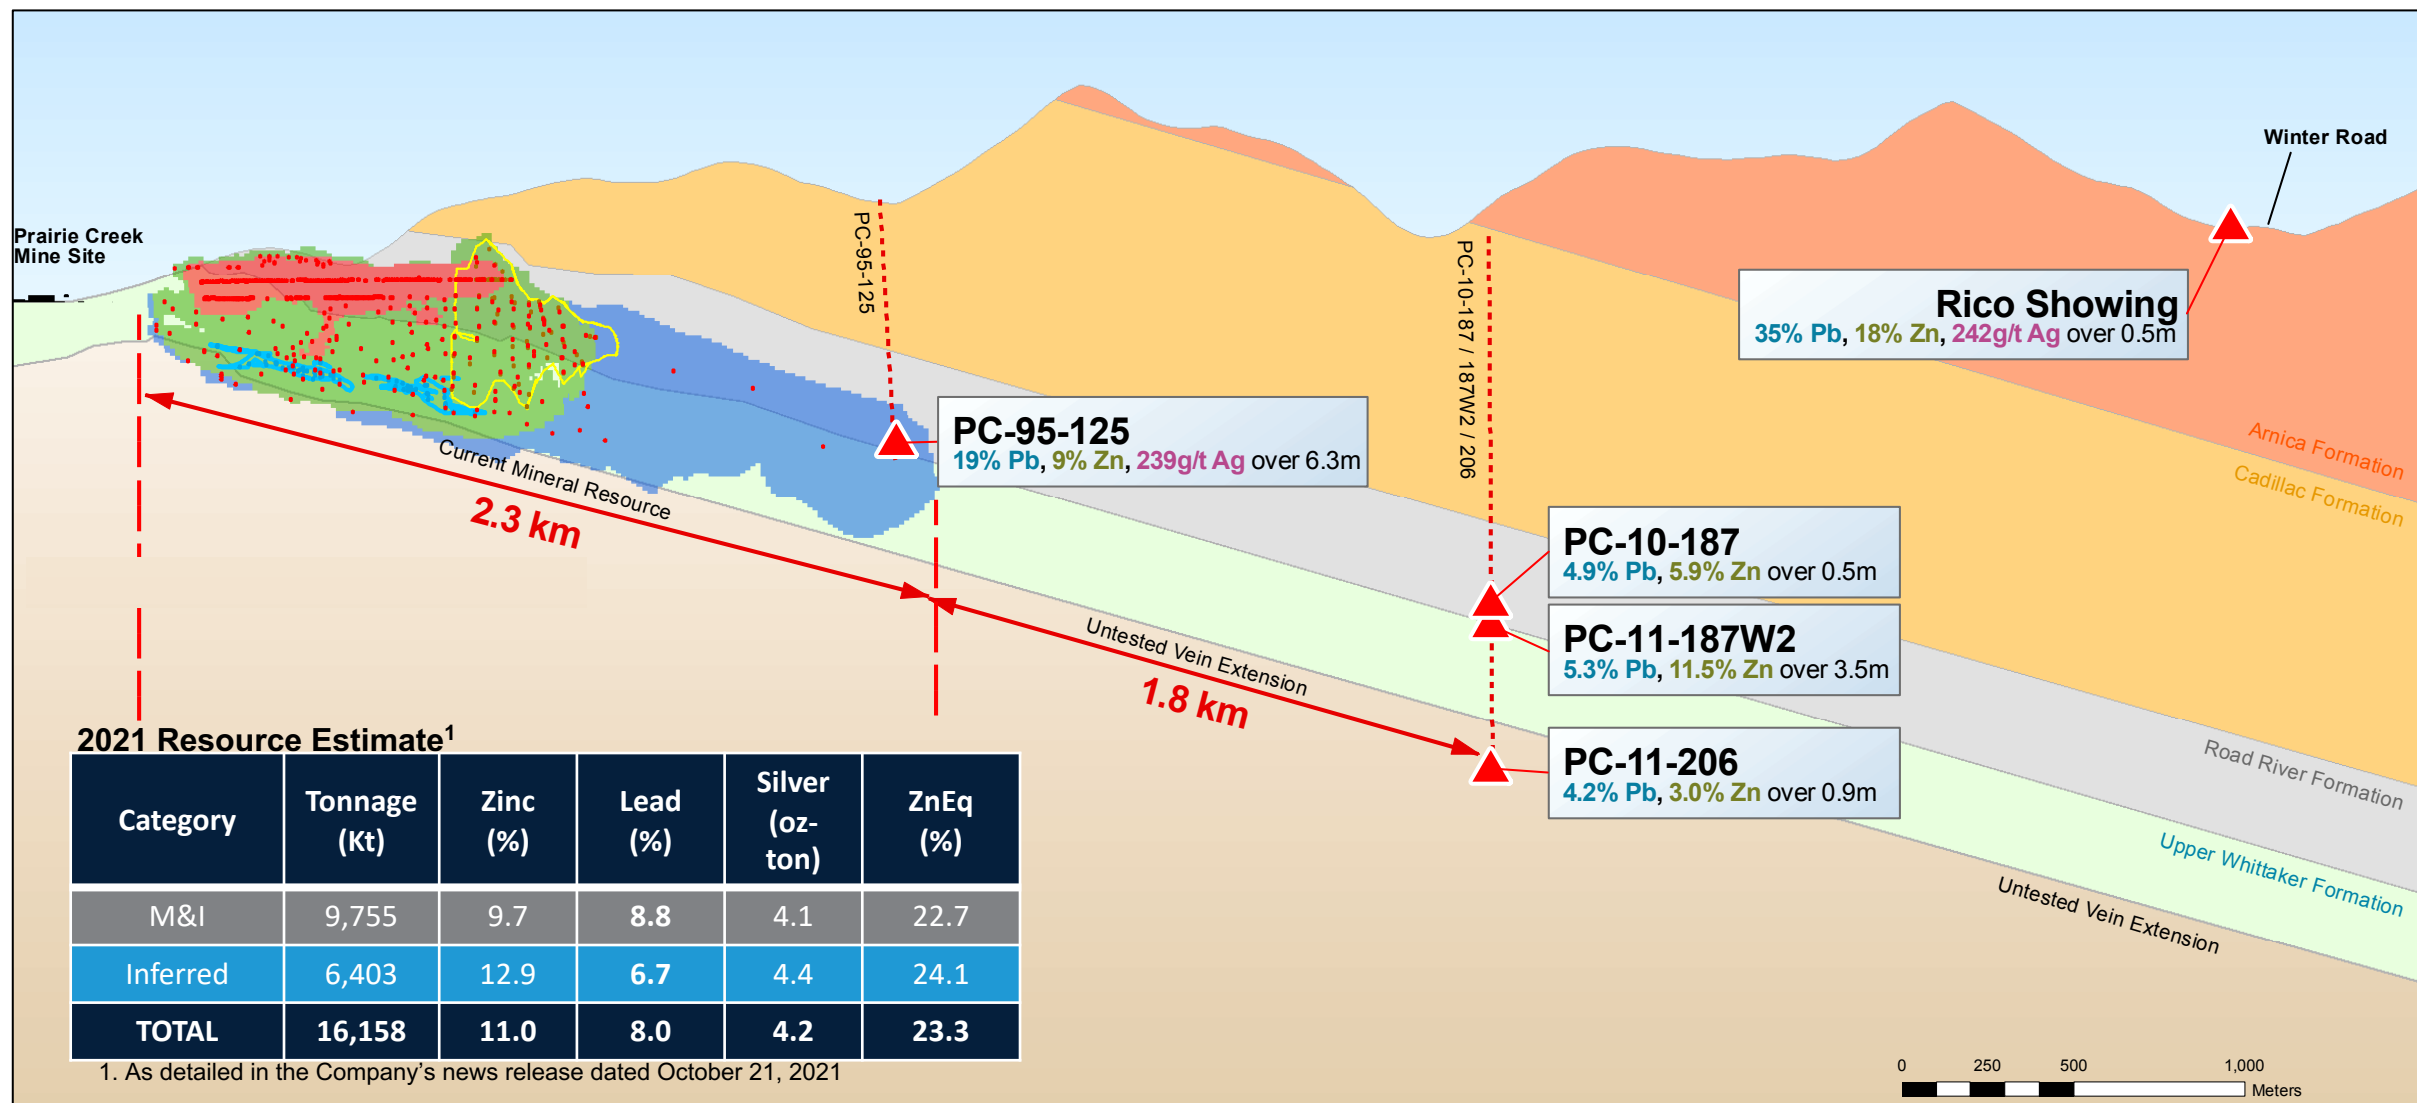 Winter Road
Prairie Creek
Mine Site
PC-95-125
PC-10-187 / 187W2 / 206
Rico Showing
35% Pb, 18% Zn, 242g/t Ag over 0.5m
PC-95-125
19% Pb, 9% Zn, 239g/t Ag over 6.3m
Arnica Formation
Cadillac Formation
Current Mineral Resource
2.3 km
PC-10-187
4.9% Pb, 5.9% Zn over 0.5m
PC-11-187W2
5.3% Pb, 11.5% Zn over 3.5m
Untested Vein Extension
1.8 km
PC-11-206
4.2% Pb, 3.0% Zn over 0.9m
Road River Formation
Upper Whittaker Formation
Untested Vein Extension
2021 Resource Estimate1
Category Tonnage (Kt) Zinc (%) Lead (%) Silver (oz-ton) ZnEq (%)
M&I 9,755 9.7 8.8 4.1 22.7
Inferred 6,403 12.9 6.7 4.4 24.1
TOTAL 16,158 11.0 8.0 4.2 23.3
1. As detailed in the Company's news release dated October 21, 2021
0 250 500 1,000
Meters